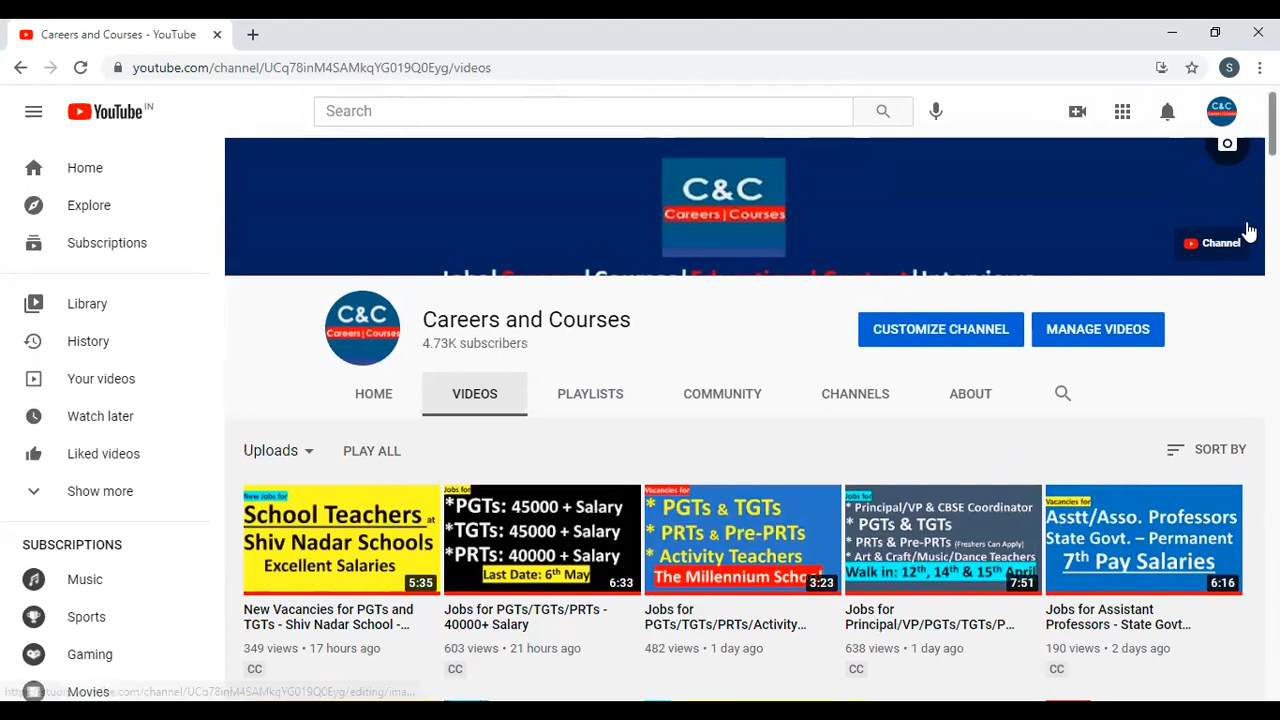 Careers and Courses - YouTube
youtube.com/channel/UCq78inM4SAMkqYG019Q0Eyg/videos
S
YouTube IN
Search
C&C
Careers | Courses
Home
C&C
Careers|Courses
Explore
Subscriptions
Channel
Library
Careers and Courses
4.73K subscribers
CUSTOMIZE CHANNEL
MANAGE VIDEOS
C&C
Careers|Courses
History
Your videos
HOME
VIDEOS
PLAYLISTS
COMMUNITY
CHANNELS
ABOUT
Watch later
Liked videos
Uploads
PLAY ALL
SORT BY
Show more
SUBSCRIPTIONS
Music
Sports
Gaming
Movies
New Jobs for
School Teachers at
Shiv Nadar Schools
Excellent Salaries
5:35
New Vacancies for PGTs and
TGTs - Shiv Nadar School -...
349 views • 17 hours ago
CC
Jobs for
*PGTs: 45000 + Salary
*TGTs: 45000 + Salary
*PRTs: 40000 + Salary
Last Date: 6th May
6:33
Jobs for PGTs/TGTs/PRTs -
40000+ Salary
603 views • 21 hours ago
CC
Vacancies for
* PGTs & TGTs
* PRTs & Pre-PRTs
* Activity Teachers
The Millennium
3:23
Jobs for
PGTs/TGTs/PRTs/Activity...
482 views • 1 day ago
Jobs for
* Principal/VP & CBSE Coordinator
* PGTs & TGTs
* PRTs & Pre-PRTs (Freshers Can Apply)
* Art & Craft/Music/Dance Teachers
Walk in: 12th, 14th & 15th April
7:51
Jobs for
Principal/VP/PGTs/TGTs/P...
638 views • 1 day ago
CC
Vacancies for
Asstt/Asso. Professors
State Govt. – Permanent
7th Pay Salaries
6:16
Jobs for Assistant
Professors - State Govt...
190 views • 2 days ago
CC